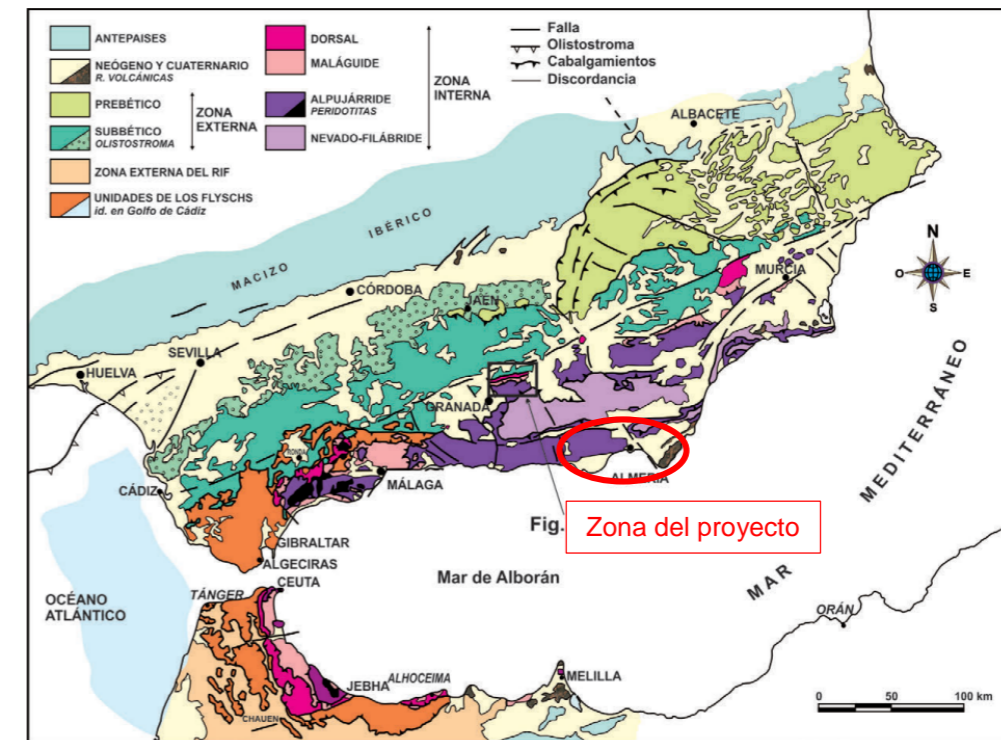 ANTEPAISES
NEÓGENO Y CUATERNARIO
R. VOLCÁNICAS
PREBÉTICO
SUBBÉTICO
OLISTOSTROMA
ZONA
EXTERNA
ZONA EXTERNA DEL RIF
UNIDADES DE LOS FLYSCHS
id. en Golfo de Cádiz
DORSAL
MALÁGUIDE
ALPUJÁRRIDE
PERIDOTITAS
NEVADO-FILÁBRIDE
ZONA
INTERNA
Falla
Olistostroma
Cabalgamientos
Discordancia
ALBACETE
N
O
E
S
MACIZO IBÉRICO
MURCIA
CÓRDOBA
JAEN
SEVILLA
HUELVA
GRANADA
MEDITERRÁNEO
RONDA
ALMERÍA
MÁLAGA
CÁDIZ
Fig.
Zona del proyecto
GIBRALTAR
ALGECIRAS
CEUTA
Mar de Alborán
MAR
TÁNGER
OCÉANO
ATLÁNTICO
ORÁN
MELILLA
JEBHA
ALHOCEIMA
CHAUEN
0 50 100 km